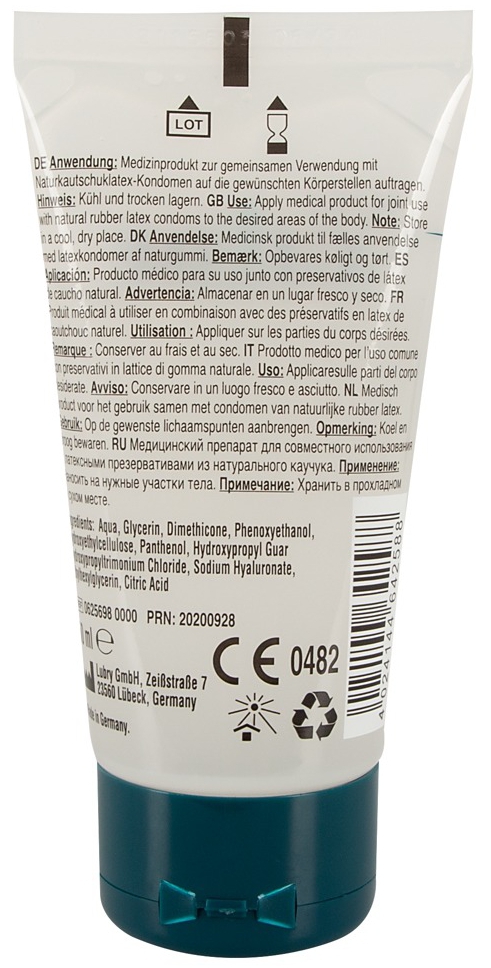 LOT
DE Anwendung: Medizinprodukt zur gemeinsamen Verwendung mit
Naturkautschuklatex-Kondomen auf die gewünschten Körperstellen auftragen.
Hinweis: Kühl und trocken lagern. GB Use: Apply medical product for joint use
with natural rubber latex condoms to the desired areas of the body. Note: Store
in a cool, dry place. DK Anvendelse: Medicinsk produkt til fælles anvendelse
med latexkondomer af naturgummi. Bemærk: Opbevares køligt og tørt. ES
Aplicación: Producto médico para su uso junto con preservativos de látex
de caucho natural. Advertencia: Almacenar en un lugar fresco y seco. FR
Produit médical à utiliser en combinaison avec des préservatifs en latex de
caoutchouc naturel. Utilisation : Appliquer sur les parties du corps désirées.
Remarque : Conserver au frais et au sec. IT Prodotto medico per l'uso comune
con preservativi in lattice di gomma naturale. Uso: Applicaresulle parti del corpo
desiderate. Avviso: Conservare in un luogo fresco e asciutto. NL Medisch
product voor het gebruik samen met condomen van natuurlijke rubber latex.
Gebruik: Op de gewenste lichaamspunten aanbrengen. Opmerking: Koel en
droog bewaren. RU Медицинский препарат для совместного использования
латексными презервативами из натурального каучука. Применение:
наносить на нужные участки тела. Примечание: Хранить в прохладном
сухом месте.
Ingredients: Aqua, Glycerin, Dimethicone, Phenoxyethanol,
Hydroxyethylcellulose, Panthenol, Hydroxypropyl Guar
Hydroxypropyltrimonium Chloride, Sodium Hyaluronate,
Ethylhexylglycerin, Citric Acid
0625698 0000 PRN: 20200928
ml e
CE 0482
Lubry GmbH, Zeißstraße 7
23560 Lübeck, Germany
Made in Germany.
4 024144 642588